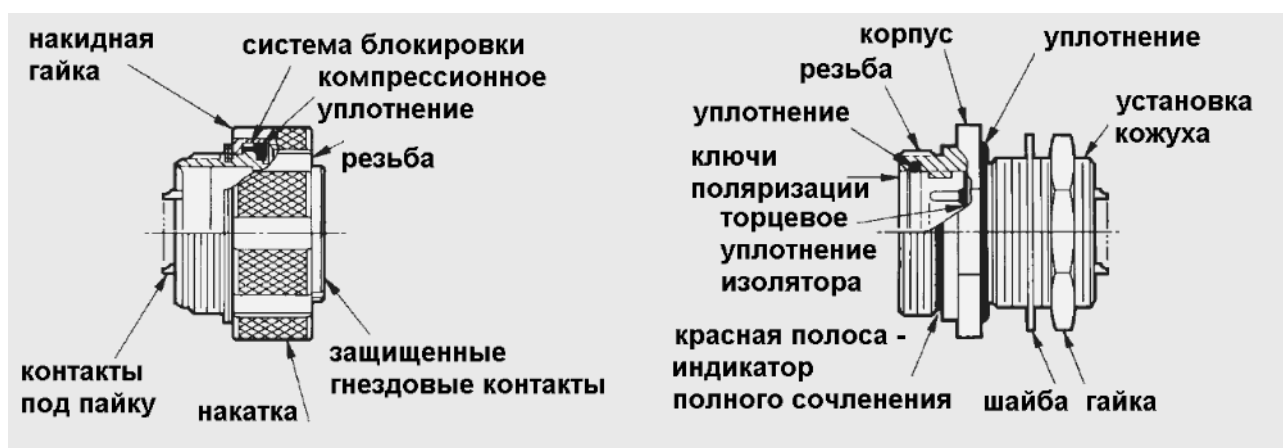 накидная
гайка
система блокировки
компрессионное
уплотнение
резьба
контакты
под пайку
накатка
защищенные
гнездовые контакты
корпус
резьба
уплотнение
уплотнение
установка
кожуха
ключи
поляризации
торцевое
уплотнение
изолятора
красная полоса -
индикатор
полного сочленения
шайба
гайка